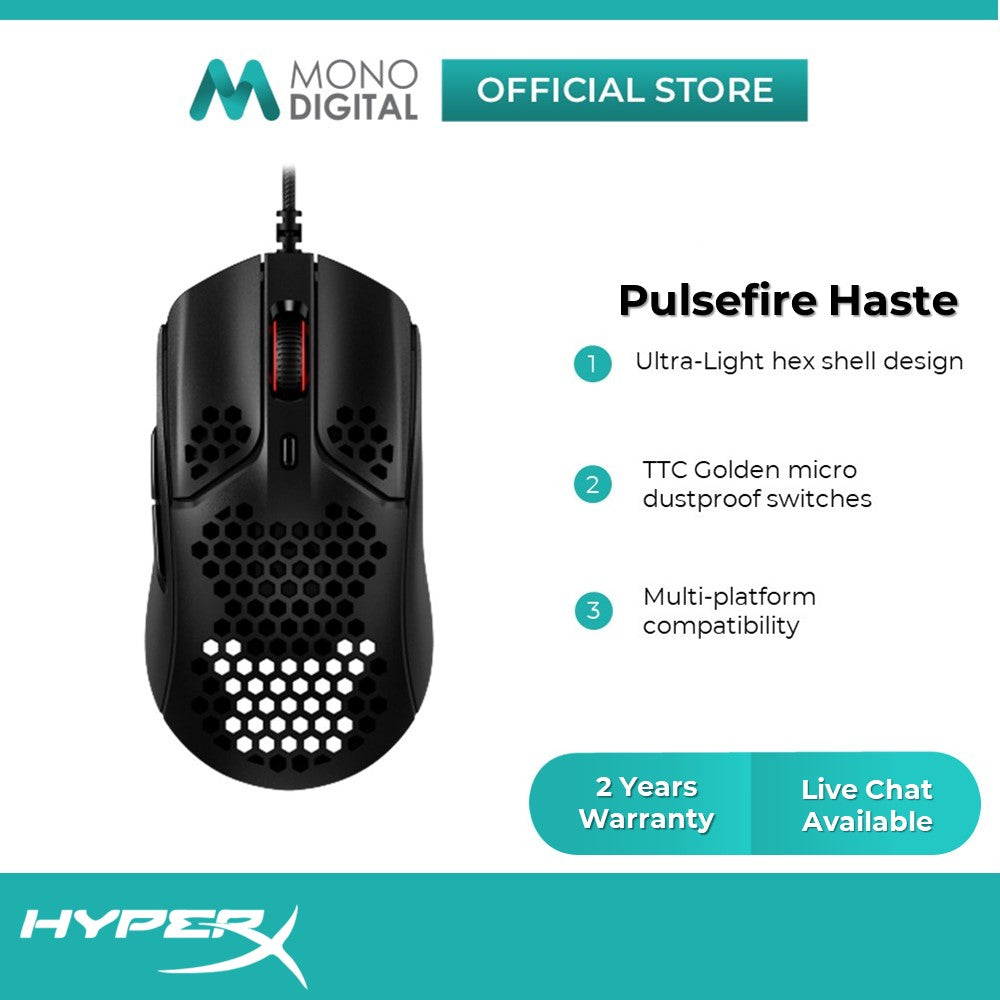 MONO
DIGITAL
OFFICIAL STORE
Pulsefire Haste
1 Ultra-Light hex shell design
2 TTC Golden micro
dustproof switches
3 Multi-platform
compatibility
2 Years
Warranty
Live Chat
Available
HYPERX